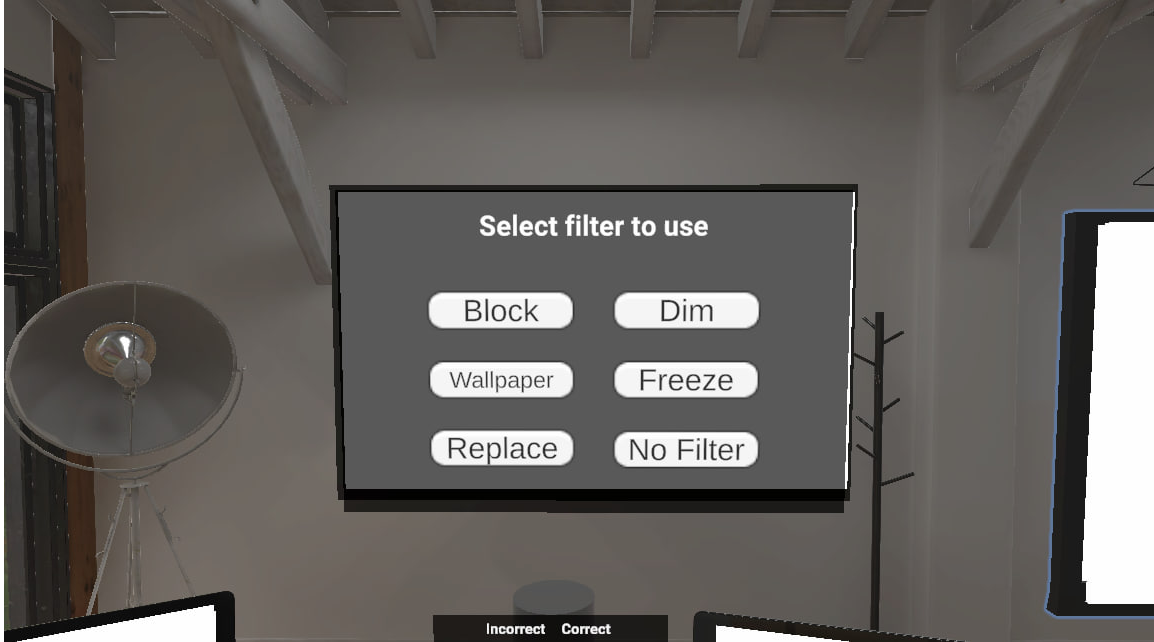 Select filter to use
Block Dim
Wallpaper Freeze
Replace No Filter
Incorrect Correct